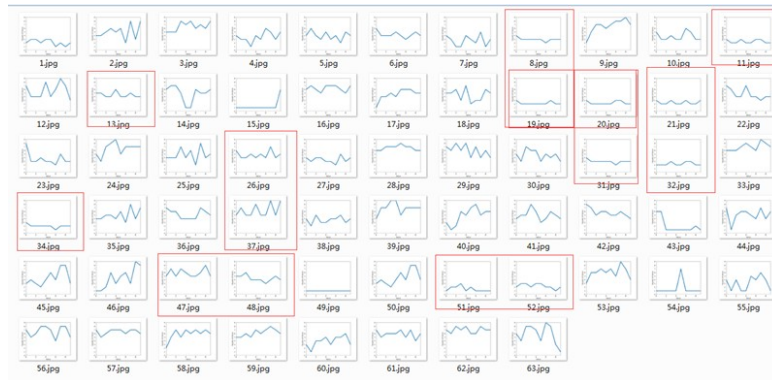 1.jpg 2.jpg 3.jpg 4.jpg 5.jpg 6.jpg 7.jpg 8.jpg 9.jpg 10.jpg 11.jpg
12.jpg 13.jpg 14.jpg 15.jpg 16.jpg 17.jpg 18.jpg 19.jpg 20.jpg 21.jpg 22.jpg
23.jpg 24.jpg 25.jpg 26.jpg 27.jpg 28.jpg 29.jpg 30.jpg 31.jpg 32.jpg 33.jpg
34.jpg 35.jpg 36.jpg 37.jpg 38.jpg 39.jpg 40.jpg 41.jpg 42.jpg 43.jpg 44.jpg
45.jpg 46.jpg 47.jpg 48.jpg 49.jpg 50.jpg 51.jpg 52.jpg 53.jpg 54.jpg 55.jpg
56.jpg 57.jpg 58.jpg 59.jpg 60.jpg 61.jpg 62.jpg 63.jpg